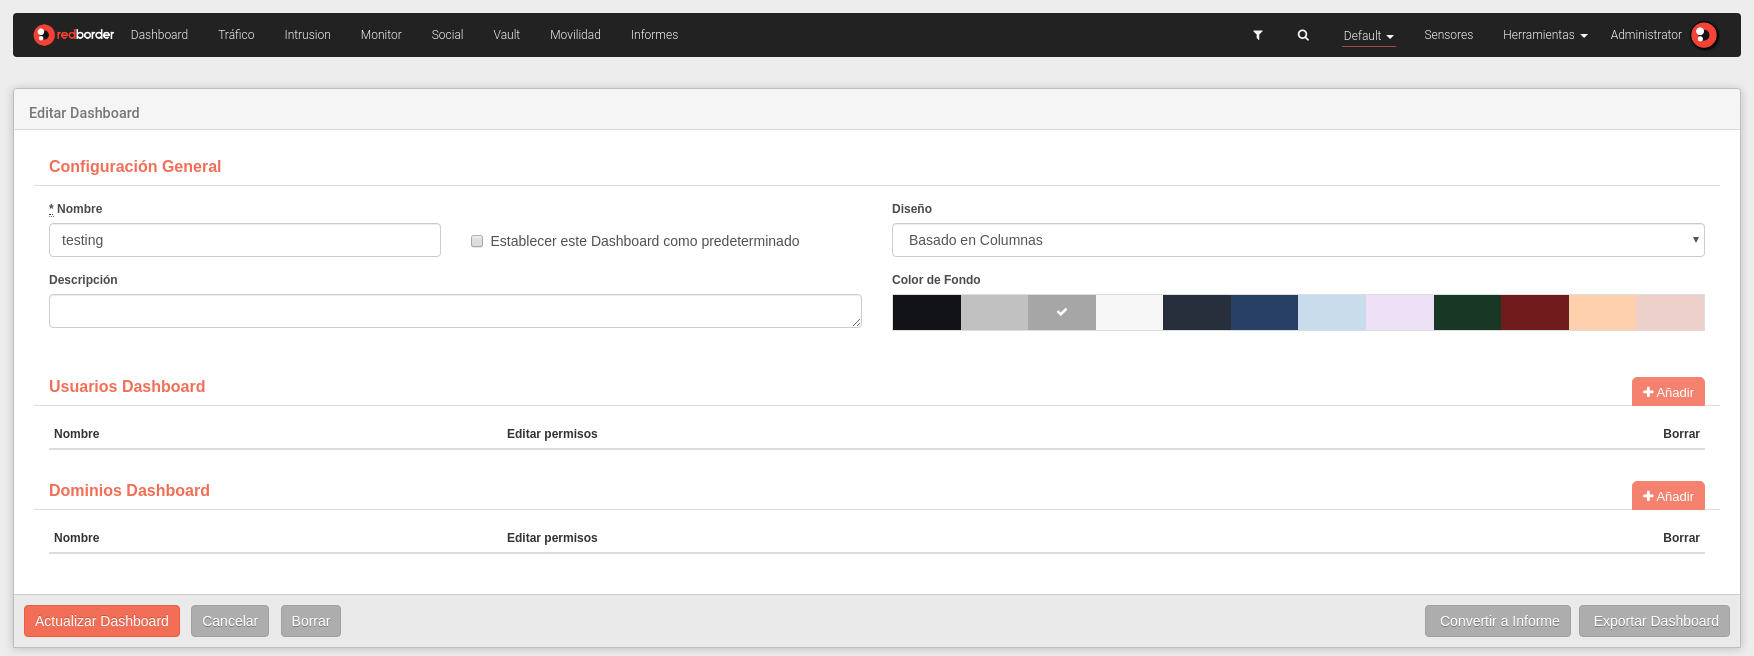 redborder Dashboard Tráfico Intrusion Monitor Social Vault Movilidad Informes Default Sensores Herramientas Administrator
Editar Dashboard
Configuración General
* Nombre Diseño
testing Establecer este Dashboard como predeterminado Basado en Columnas
Descripción Color de Fondo
Usuarios Dashboard Añadir
Nombre Editar permisos Borrar
Dominios Dashboard Añadir
Nombre Editar permisos Borrar
Actualizar Dashboard Cancelar Borrar Convertir a Informe Exportar Dashboard